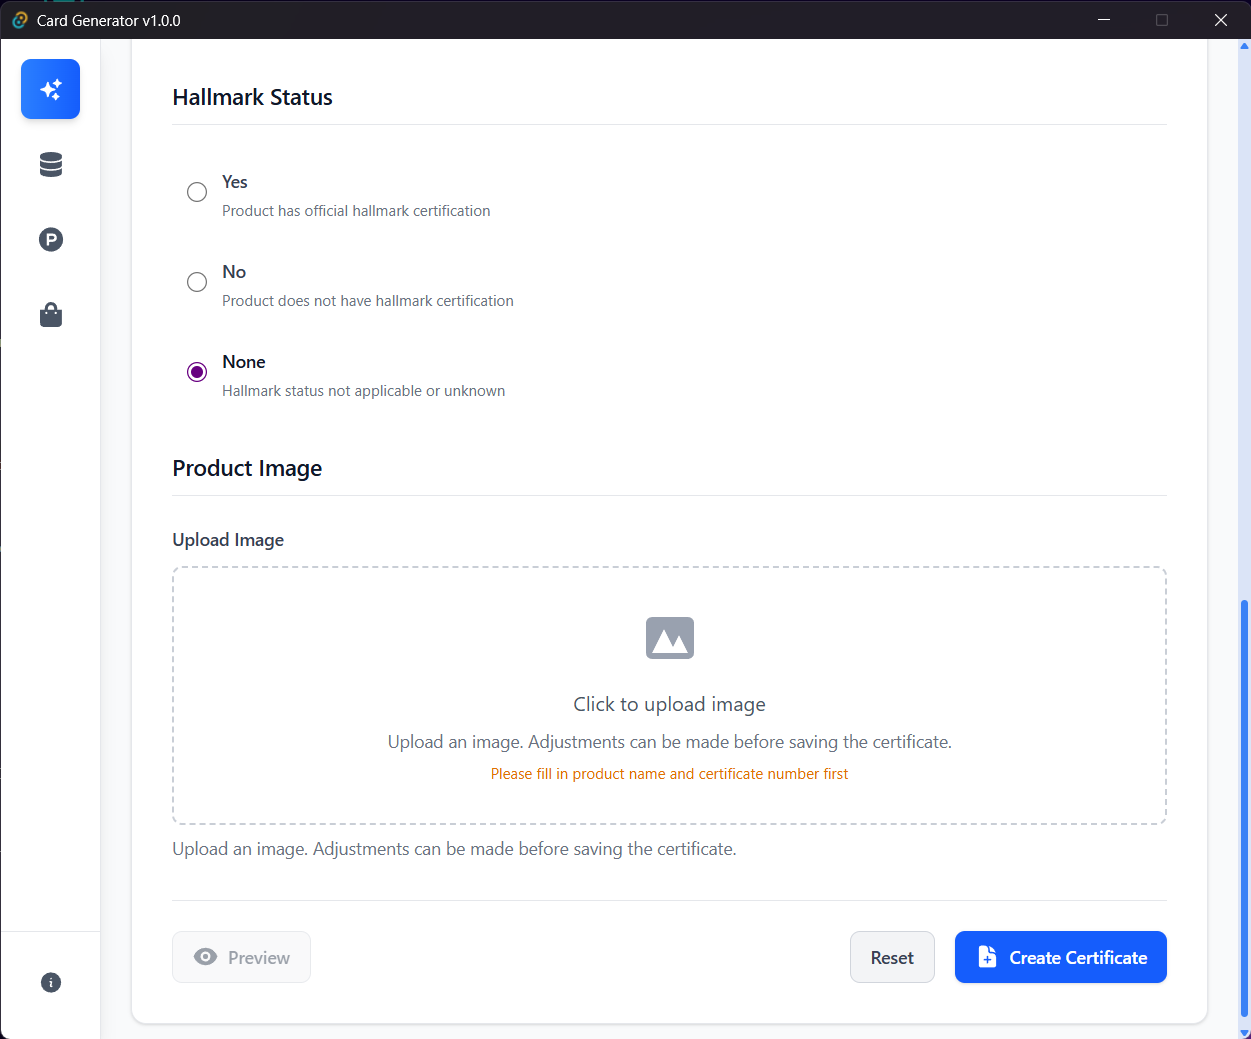 Card Generator v1.0.0
Hallmark Status
Yes
Product has official hallmark certification
No
Product does not have hallmark certification
None
Hallmark status not applicable or unknown
Product Image
Upload Image
Click to upload image
Upload an image. Adjustments can be made before saving the certificate.
Please fill in product name and certificate number first
Upload an image. Adjustments can be made before saving the certificate.
Preview
Reset
Create Certificate